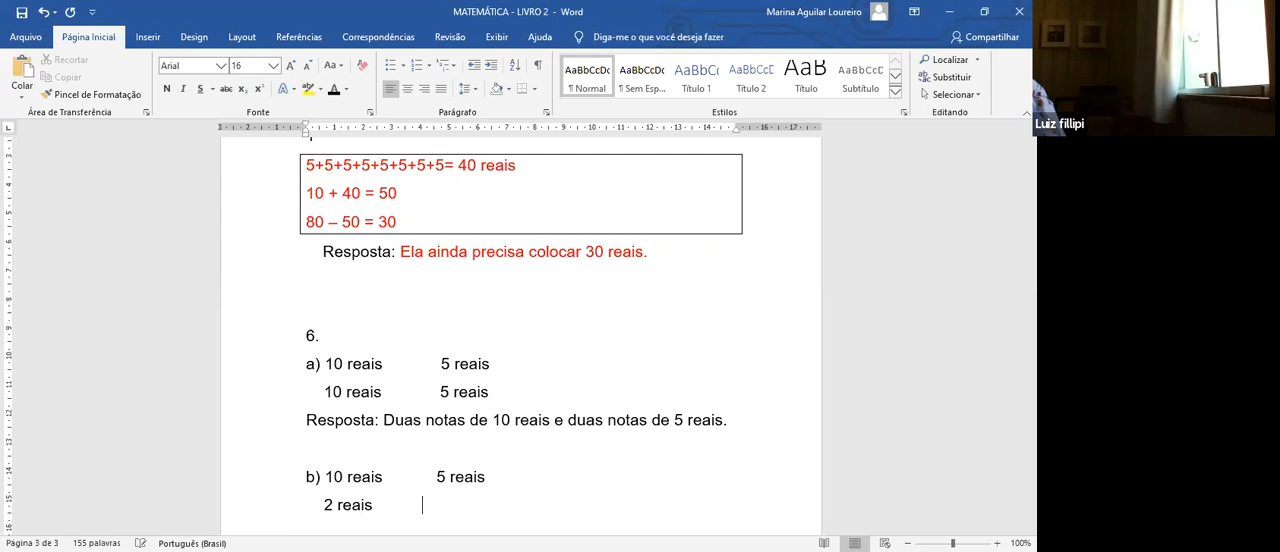 MATEMÁTICA - LIVRO 2 - Word
Marina Aguilar Loureiro
Arquivo Página Inicial Inserir Design Layout Referências Correspondências Revisão Exibir Ajuda Diga-me o que você deseja fazer Compartilhar
Colar
Recortar
Copiar
Pincel de Formatação
Área de Transferência
Arial 16
N I S abc x₂ x²
Fonte
Parágrafo
AaBbCcDc AaBbCcDc AaBbCc AaBbCcD AaB AaBbCcD
¶ Normal ¶ Sem Esp... Título 1 Título 2 Título Subtítulo
Estilos
Localizar
Substituir
Selecionar
Editando
Luiz fillipi
5+5+5+5+5+5+5+5= 40 reais
10 + 40 = 50
80 – 50 = 30
Resposta: Ela ainda precisa colocar 30 reais.
6.
a) 10 reais 5 reais
10 reais 5 reais
Resposta: Duas notas de 10 reais e duas notas de 5 reais.
b) 10 reais 5 reais
2 reais
Página 3 de 3 155 palavras Português (Brasil) 100%